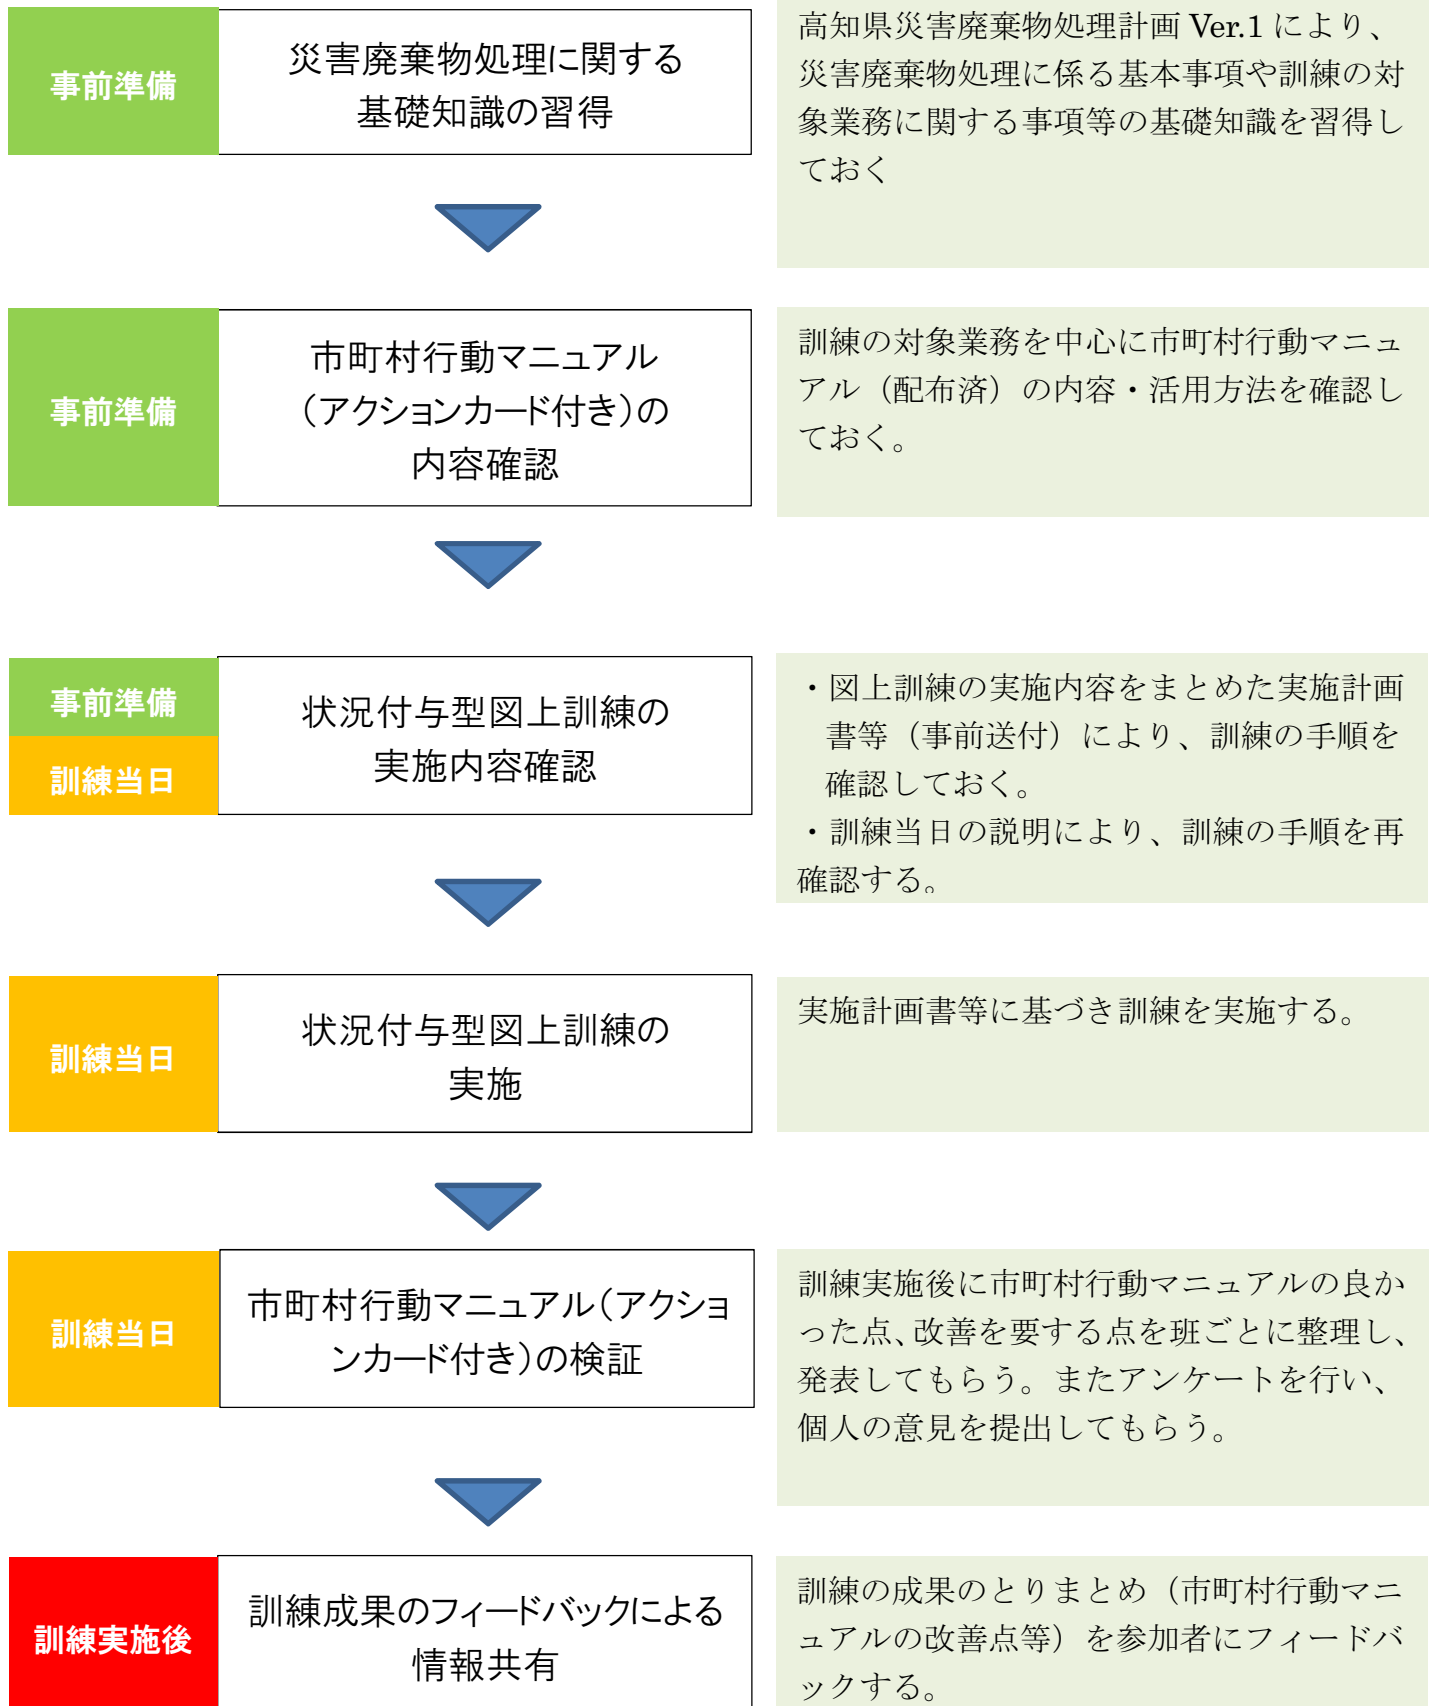 事前準備
災害廃棄物処理に関する
基礎知識の習得
高知県災害廃棄物処理計画 Ver.1 により、
災害廃棄物処理に係る基本事項や訓練の対
象業務に関する事項等の基礎知識を習得し
ておく
事前準備
市町村行動マニュアル
（アクションカード付き）の
内容確認
訓練の対象業務を中心に市町村行動マニュ
アル（配布済）の内容・活用方法を確認し
ておく。
事前準備
訓練当日
状況付与型図上訓練の
実施内容確認
・図上訓練の実施内容をまとめた実施計画
書等（事前送付）により、訓練の手順を
確認しておく。
・訓練当日の説明により、訓練の手順を再
確認する。
訓練当日
状況付与型図上訓練の
実施
実施計画書等に基づき訓練を実施する。
訓練当日
市町村行動マニュアル（アクショ
ンカード付き）の検証
訓練実施後に市町村行動マニュアルの良か
った点、改善を要する点を班ごとに整理し、
発表してもらう。またアンケートを行い、
個人の意見を提出してもらう。
訓練実施後
訓練成果のフィードバックによる
情報共有
訓練の成果のとりまとめ（市町村行動マニ
ュアルの改善点等）を参加者にフィードバ
ックする。